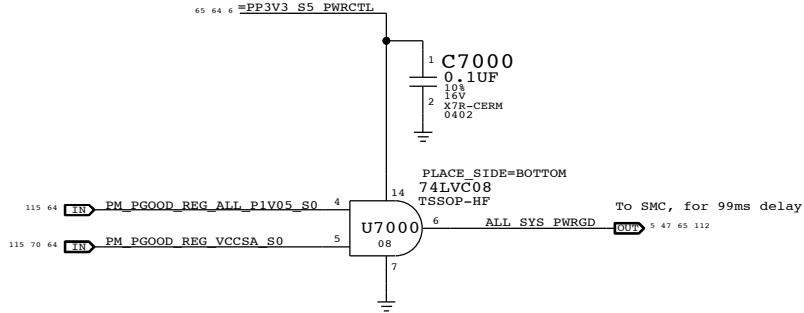 65 64 6 =PP3V3_S5_PWRCTL
1 C7000
0.1UF
10%
16V
2 X7R-CERM
0402
PLACE_SIDE=BOTTOM
14 74LVC08
TSSOP-HF
To SMC, for 99ms delay
115 64 IN PM_PGOOD_REG_ALL_P1V05_S0 4
U7000 6 ALL_SYS_PWRGD OUT 5 47 65 112
08
115 70 64 IN PM_PGOOD_REG_VCCSA_S0 5
7